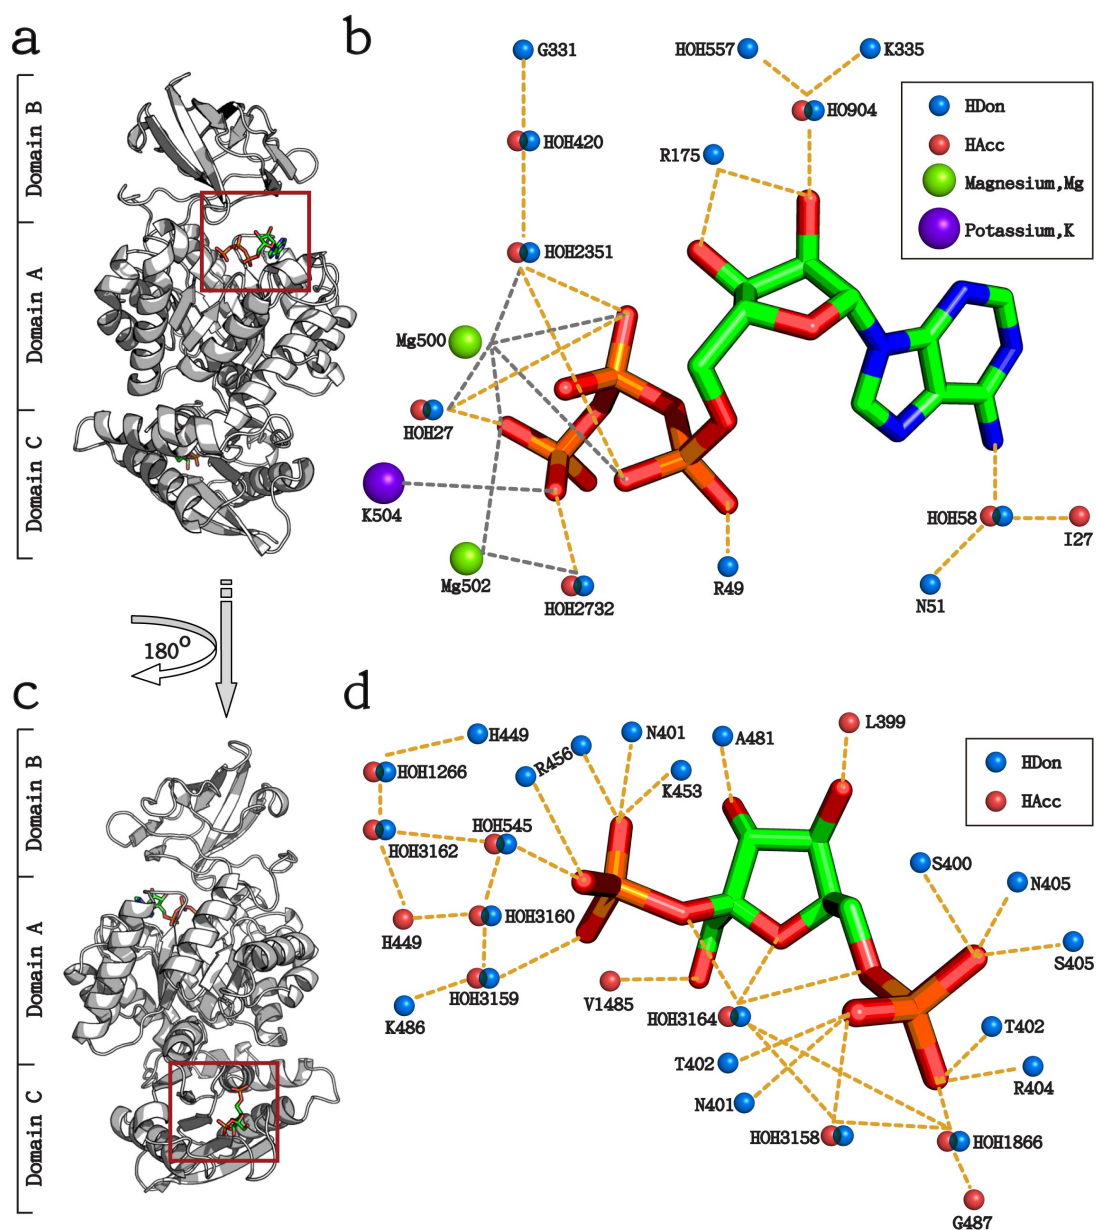 a
Domain B
Domain A
Domain C
b
G331
HOH420
HOH2351
HOH557
K335
HO904
R175
HDon
HAcc
Magnesium,Mg
Potassium,K
Mg500
HOH27
K504
Mg502
HOH2732
R49
HOH58
I27
N51
180o
c
Domain B
Domain A
Domain C
d
H449
HOH1266
R456
N401
K453
A481
L399
HDon
HAcc
HOH545
HOH3162
S400
N405
H449
HOH3160
S405
V1485
HOH3159
K486
HOH3164
T402
T402
R404
N401
HOH3158
HOH1866
G487